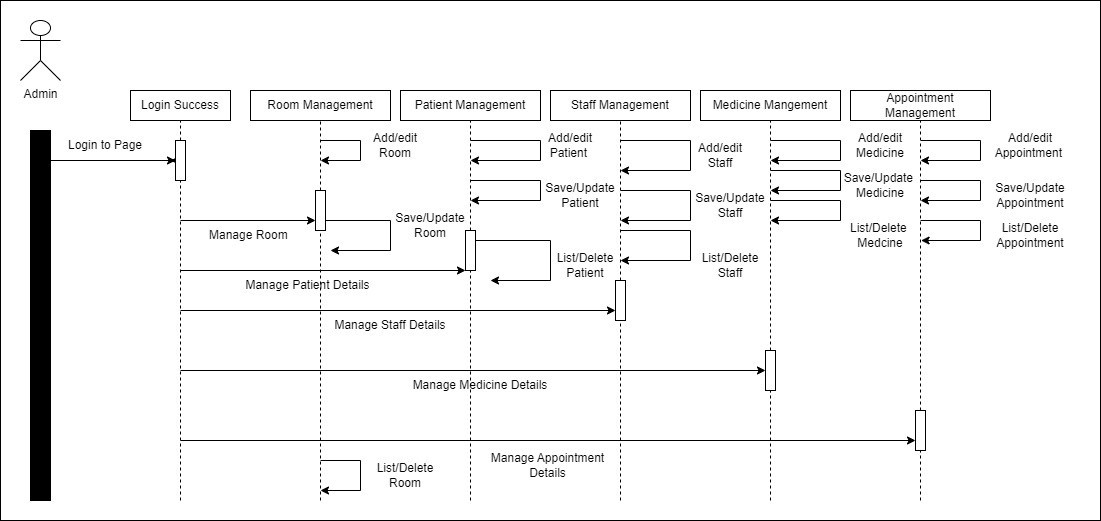 Admin
Login Success
Room Management
Patient Management
Staff Management
Medicine Mangement
Appointment
Management
Login to Page
Add/edit
Room
Add/edit
Patient
Add/edit
Staff
Add/edit
Medicine
Add/edit
Appointment
Save/Update
Patient
Save/Update
Staff
Save/Update
Medicine
Save/Update
Appointment
Manage Room
Save/Update
Room
List/Delete
Patient
List/Delete
Staff
List/Delete
Medcine
List/Delete
Appointment
Manage Patient Details
Manage Staff Details
Manage Medicine Details
Manage Appointment
Details
List/Delete
Room